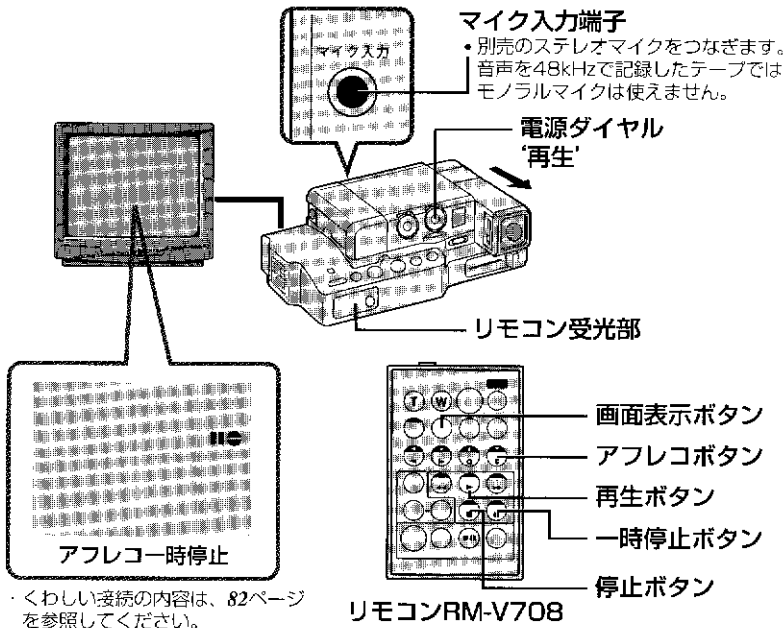 マイク入力端子
• 別売のステレオマイクをつなぎます。
音声を48kHzで記録したテープでは
モノラルマイクは使えません。
マイク入力
電源ダイヤル
‘再生’
リモコン受光部
T W
画面表示ボタン
アフレコボタン
再生ボタン
一時停止ボタン
停止ボタン
アフレコ一時停止
・くわしい接続の内容は、82ページ
を参照してください。
リモコンRM-V708